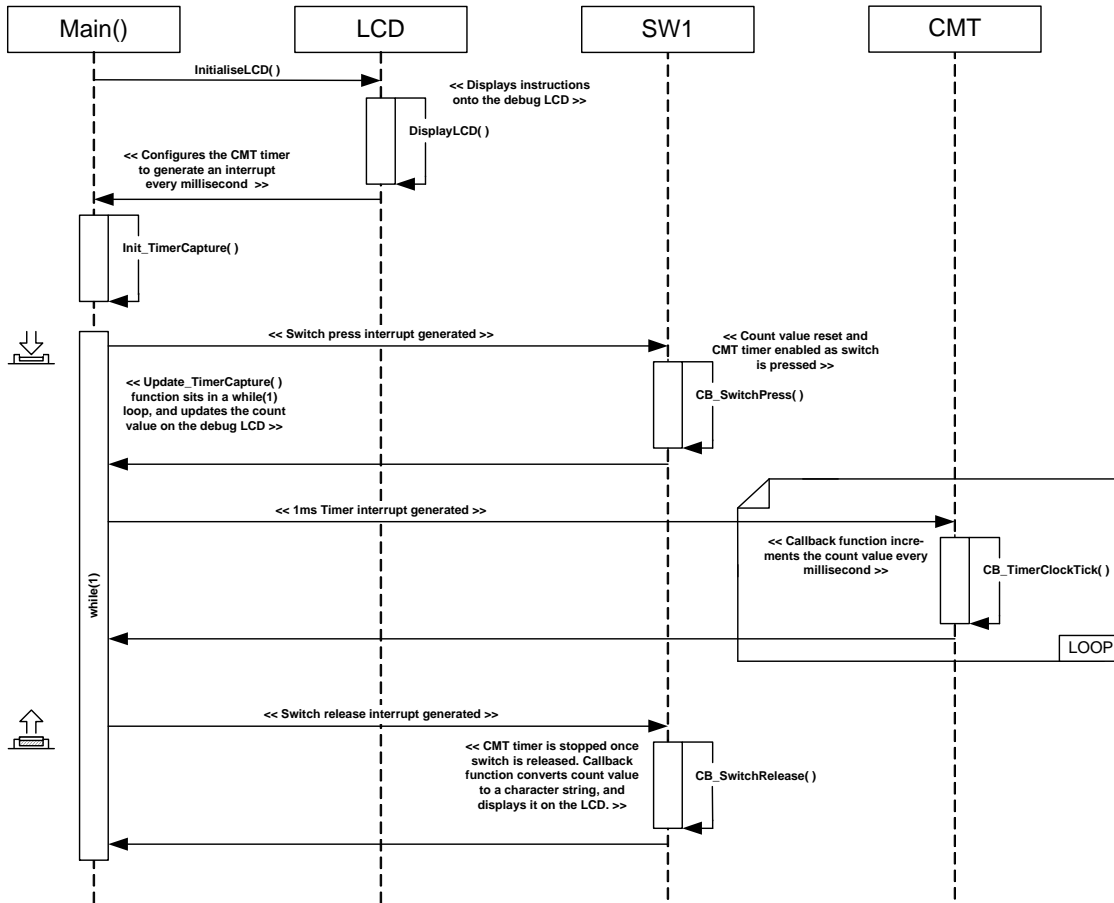 Main()
LCD
SW1
CMT
InitialiseLCD( )
<< Displays instructions
onto the debug LCD >>
DisplayLCD( )
<< Configures the CMT timer
to generate an interrupt
every millisecond >>
Init_TimerCapture( )
<< Switch press interrupt generated >>
<< Count value reset and
CMT timer enabled as switch
is pressed >>
CB_SwitchPress( )
<< Update_TimerCapture( )
function sits in a while(1)
loop, and updates the count
value on the debug LCD >>
<< 1ms Timer interrupt generated >>
<< Callback function incre-
ments the count value every
millisecond >>
CB_TimerClockTick( )
while(1)
LOOP
<< Switch release interrupt generated >>
<< CMT timer is stopped once
switch is released. Callback
function converts count value
to a character string, and
displays it on the LCD. >>
CB_SwitchRelease( )